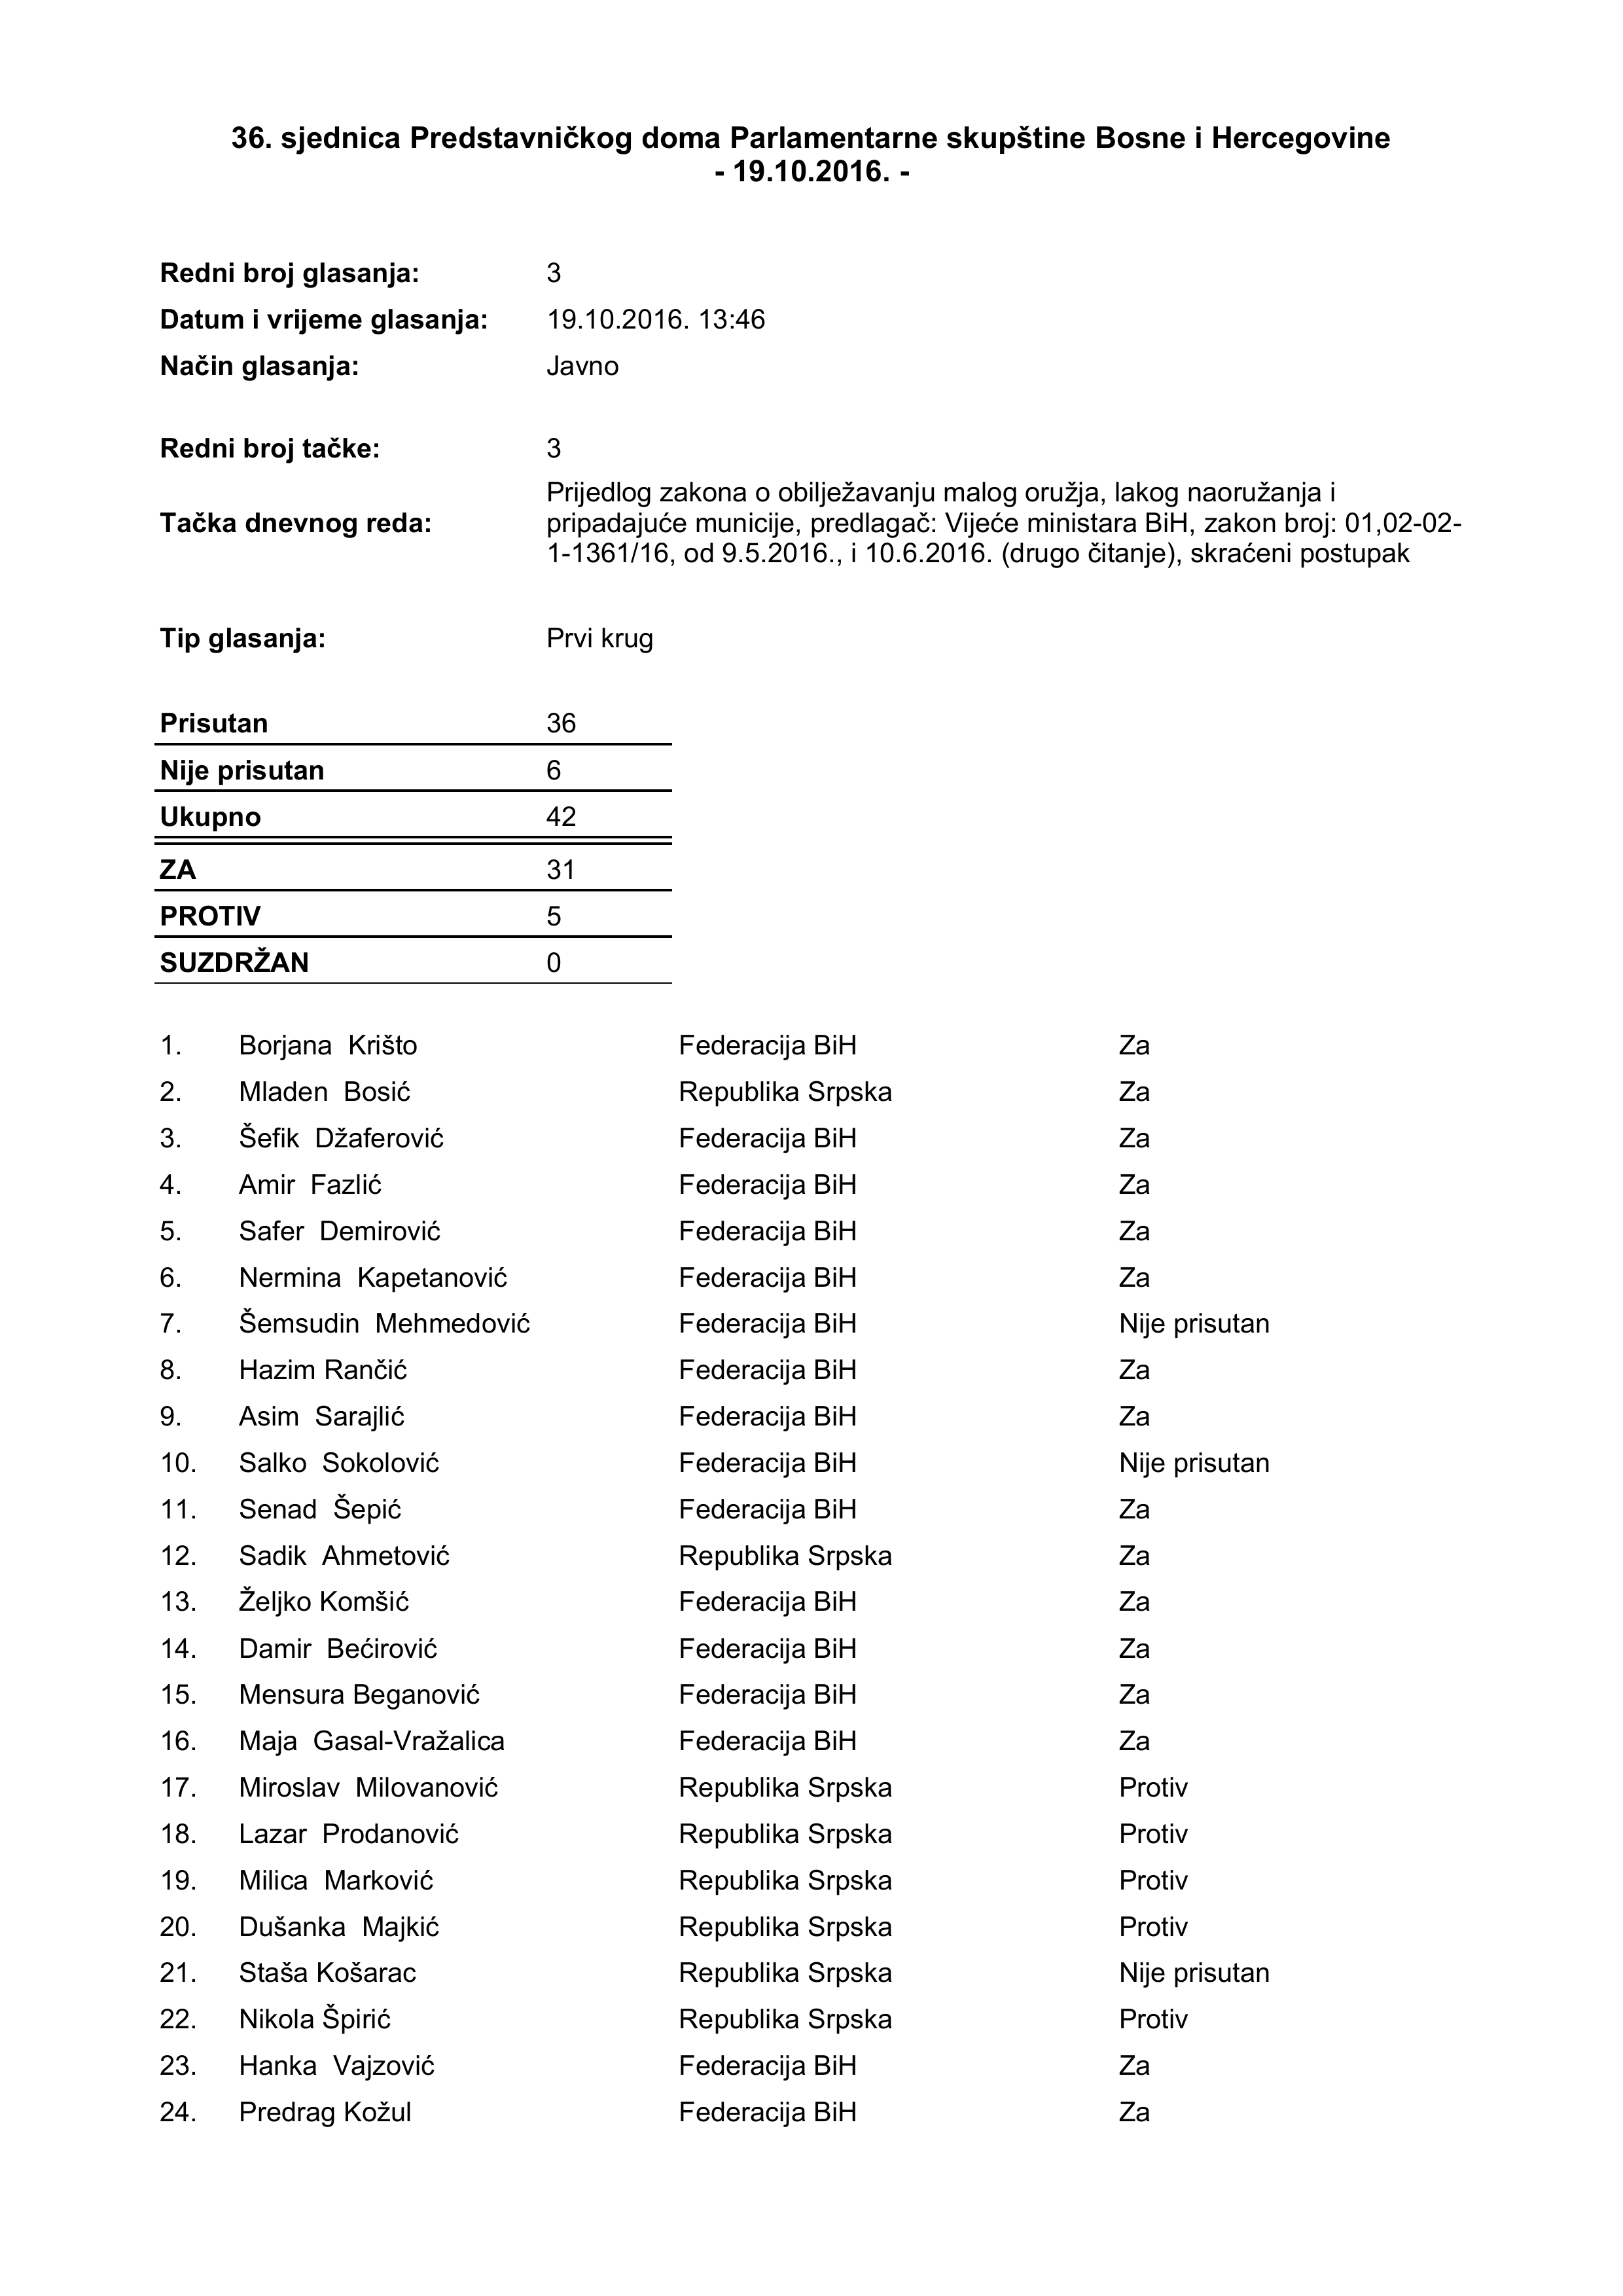 36. sjednica Predstavničkog doma Parlamentarne skupštine Bosne i Hercegovine
- 19.10.2016. -
Redni broj glasanja: 3
Datum i vrijeme glasanja: 19.10.2016. 13:46
Način glasanja: Javno
Redni broj tačke: 3
Tačka dnevnog reda: Prijedlog zakona o obilježavanju malog oružja, lakog naoružanja i
pripadajuće municije, predlagač: Vijeće ministara BiH, zakon broj: 01,02-02-
1-1361/16, od 9.5.2016., i 10.6.2016. (drugo čitanje), skraćeni postupak
Tip glasanja: Prvi krug
Prisutan 36
Nije prisutan 6
Ukupno 42
ZA 31
PROTIV 5
SUZDRŽAN 0
1. Borjana Krišto Federacija BiH Za
2. Mladen Bosić Republika Srpska Za
3. Šefik Džaferović Federacija BiH Za
4. Amir Fazlić Federacija BiH Za
5. Safer Demirović Federacija BiH Za
6. Nermina Kapetanović Federacija BiH Za
7. Šemsudin Mehmedović Federacija BiH Nije prisutan
8. Hazim Rančić Federacija BiH Za
9. Asim Sarajlić Federacija BiH Za
10. Salko Sokolović Federacija BiH Nije prisutan
11. Senad Šepić Federacija BiH Za
12. Sadik Ahmetović Republika Srpska Za
13. Željko Komšić Federacija BiH Za
14. Damir Bećirović Federacija BiH Za
15. Mensura Beganović Federacija BiH Za
16. Maja Gasal-Vražalica Federacija BiH Za
17. Miroslav Milovanović Republika Srpska Protiv
18. Lazar Prodanović Republika Srpska Protiv
19. Milica Marković Republika Srpska Protiv
20. Dušanka Majkić Republika Srpska Protiv
21. Staša Košarac Republika Srpska Nije prisutan
22. Nikola Špirić Republika Srpska Protiv
23. Hanka Vajzović Federacija BiH Za
24. Predrag Kožul Federacija BiH Za